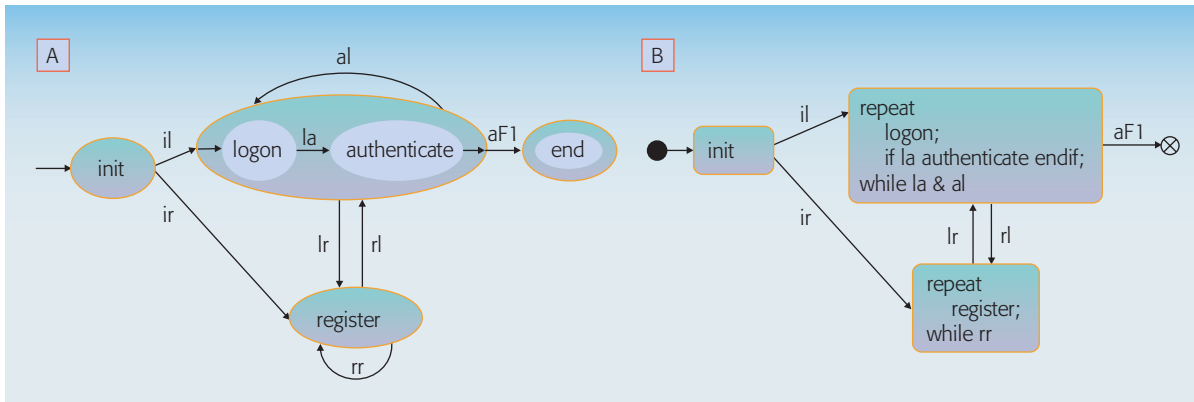 A
al
il
logon
la
authenticate
aF1
end
init
ir
lr
rl
register
rr
B
il
repeat
logon;
if la authenticate endif;
while la & al
aF1
init
ir
lr
rl
repeat
register;
while rr